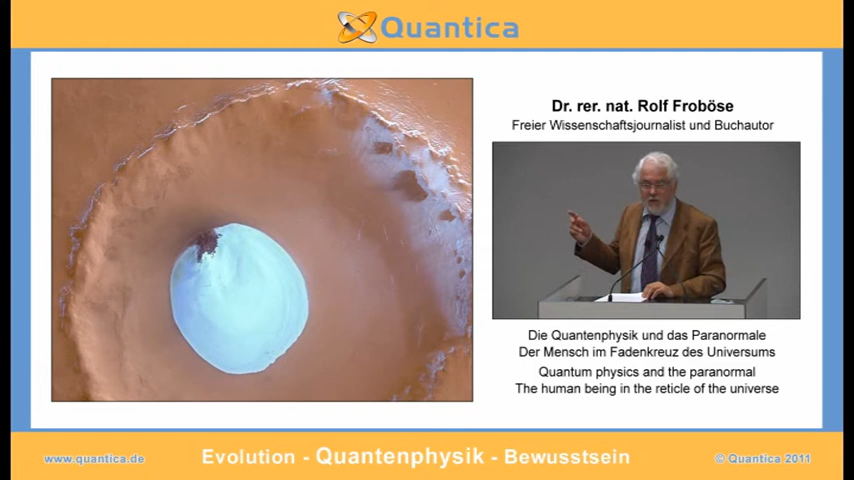 Quantica
Dr. rer. nat. Rolf Froböse
Freier Wissenschaftsjournalist und Buchautor
Die Quantenphysik und das Paranormale
Der Mensch im Fadenkreuz des Universums
Quantum physics and the paranormal
The human being in the reticle of the universe
www.quantica.de
Evolution - Quantenphysik - Bewusstsein
© Quantica 2011